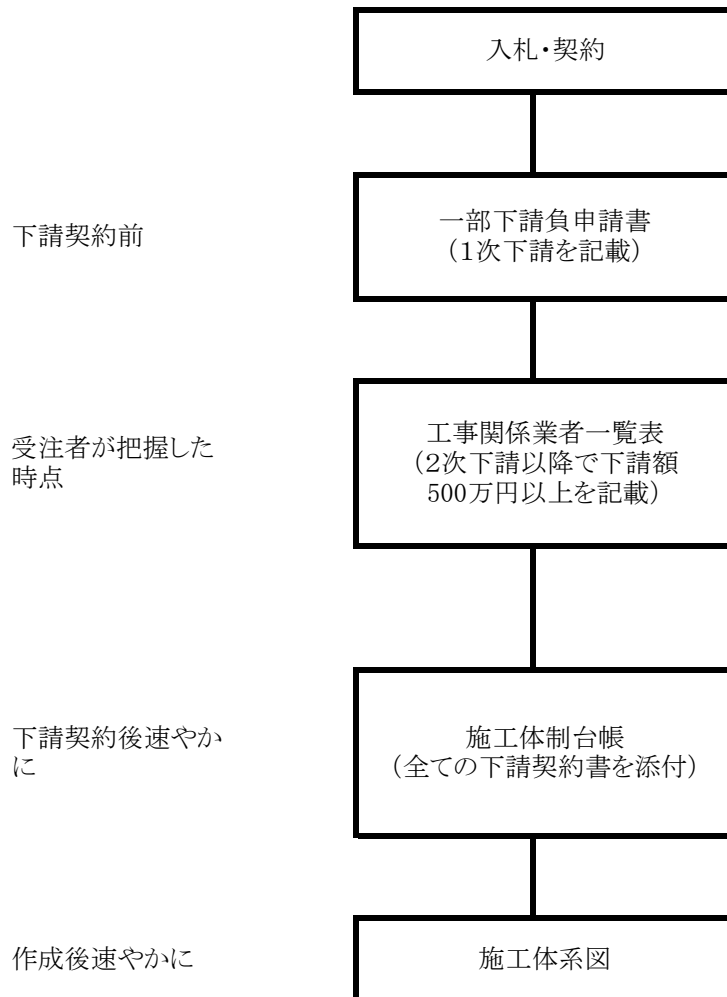 入札・契約
下請契約前
一部下請負申請書
（1次下請を記載）
受注者が把握した
時点
工事関係業者一覧表
（2次下請以降で下請額
500万円以上を記載）
下請契約後速やか
に
施工体制台帳
（全ての下請契約書を添付）
作成後速やかに
施工体系図